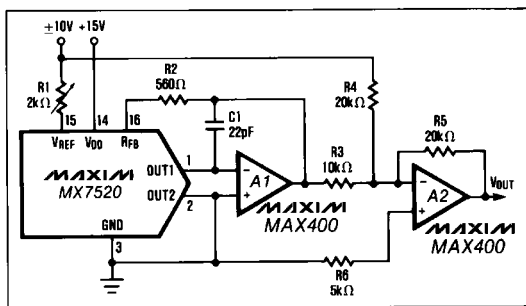 ±10V +15V
R1
2kΩ
R2
560Ω
C1
22pF
R4
20kΩ
R5
20kΩ
15 14 16
VREF VDD RFB
MAXIM
MX7520
OUT1 1
OUT2 2
GND
3
−
+
A1
MAXIM
MAX400
R3
10kΩ
−
+
A2
VOUT
MAXIM
MAX400
R6
5kΩ